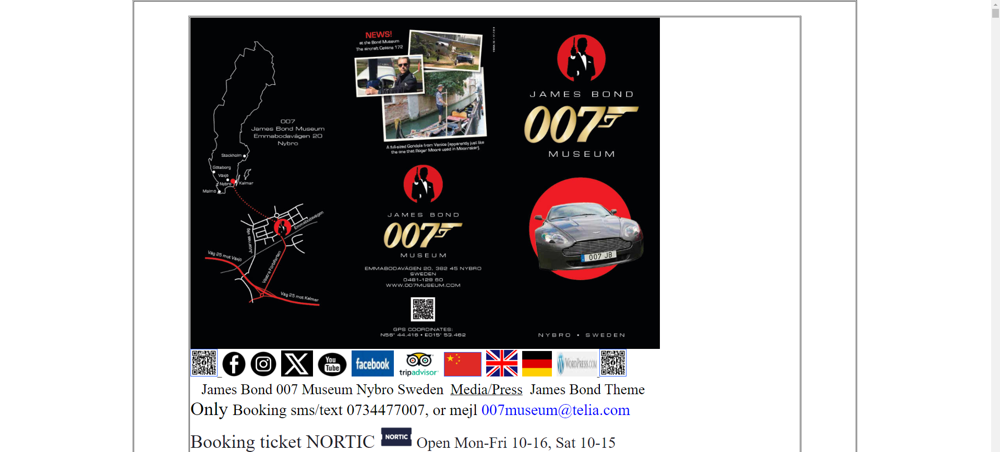 007
James Bond Museum
Emmabodavägen 20
Nybro
Stockholm
Göteborg
Växjö
Nybro
Kalmar
Malmö
Emmabodavägen
Jutarnas väg
Väg 25 mot Växjö
Västra Förbifarten
Väg 25 mot Kalmar
NEWS!
at the Bond Museum
The aircraft Cessna 172
A full-sized Gondola from Venice (apparently just like
the one that Roger Moore used in Moonraker).
JAMES BOND
007
MUSEUM
EMMABODAVÄGEN 20, 382 45 NYBRO
SWEDEN
0481-129 60
WWW.007MUSEUM.COM
GPS COORDINATES:
N56° 44.416 • E015° 53.462
JAMES BOND
007
MUSEUM
007 JB
NYBRO • SWEDEN
You
Tube
facebook
tripadvisor
WORDPRESS.COM
James Bond 007 Museum Nybro Sweden Media/Press James Bond Theme
Only Booking sms/text 0734477007, or mejl 007museum@telia.com
Booking ticket NORTIC NORTIC Open Mon-Fri 10-16, Sat 10-15